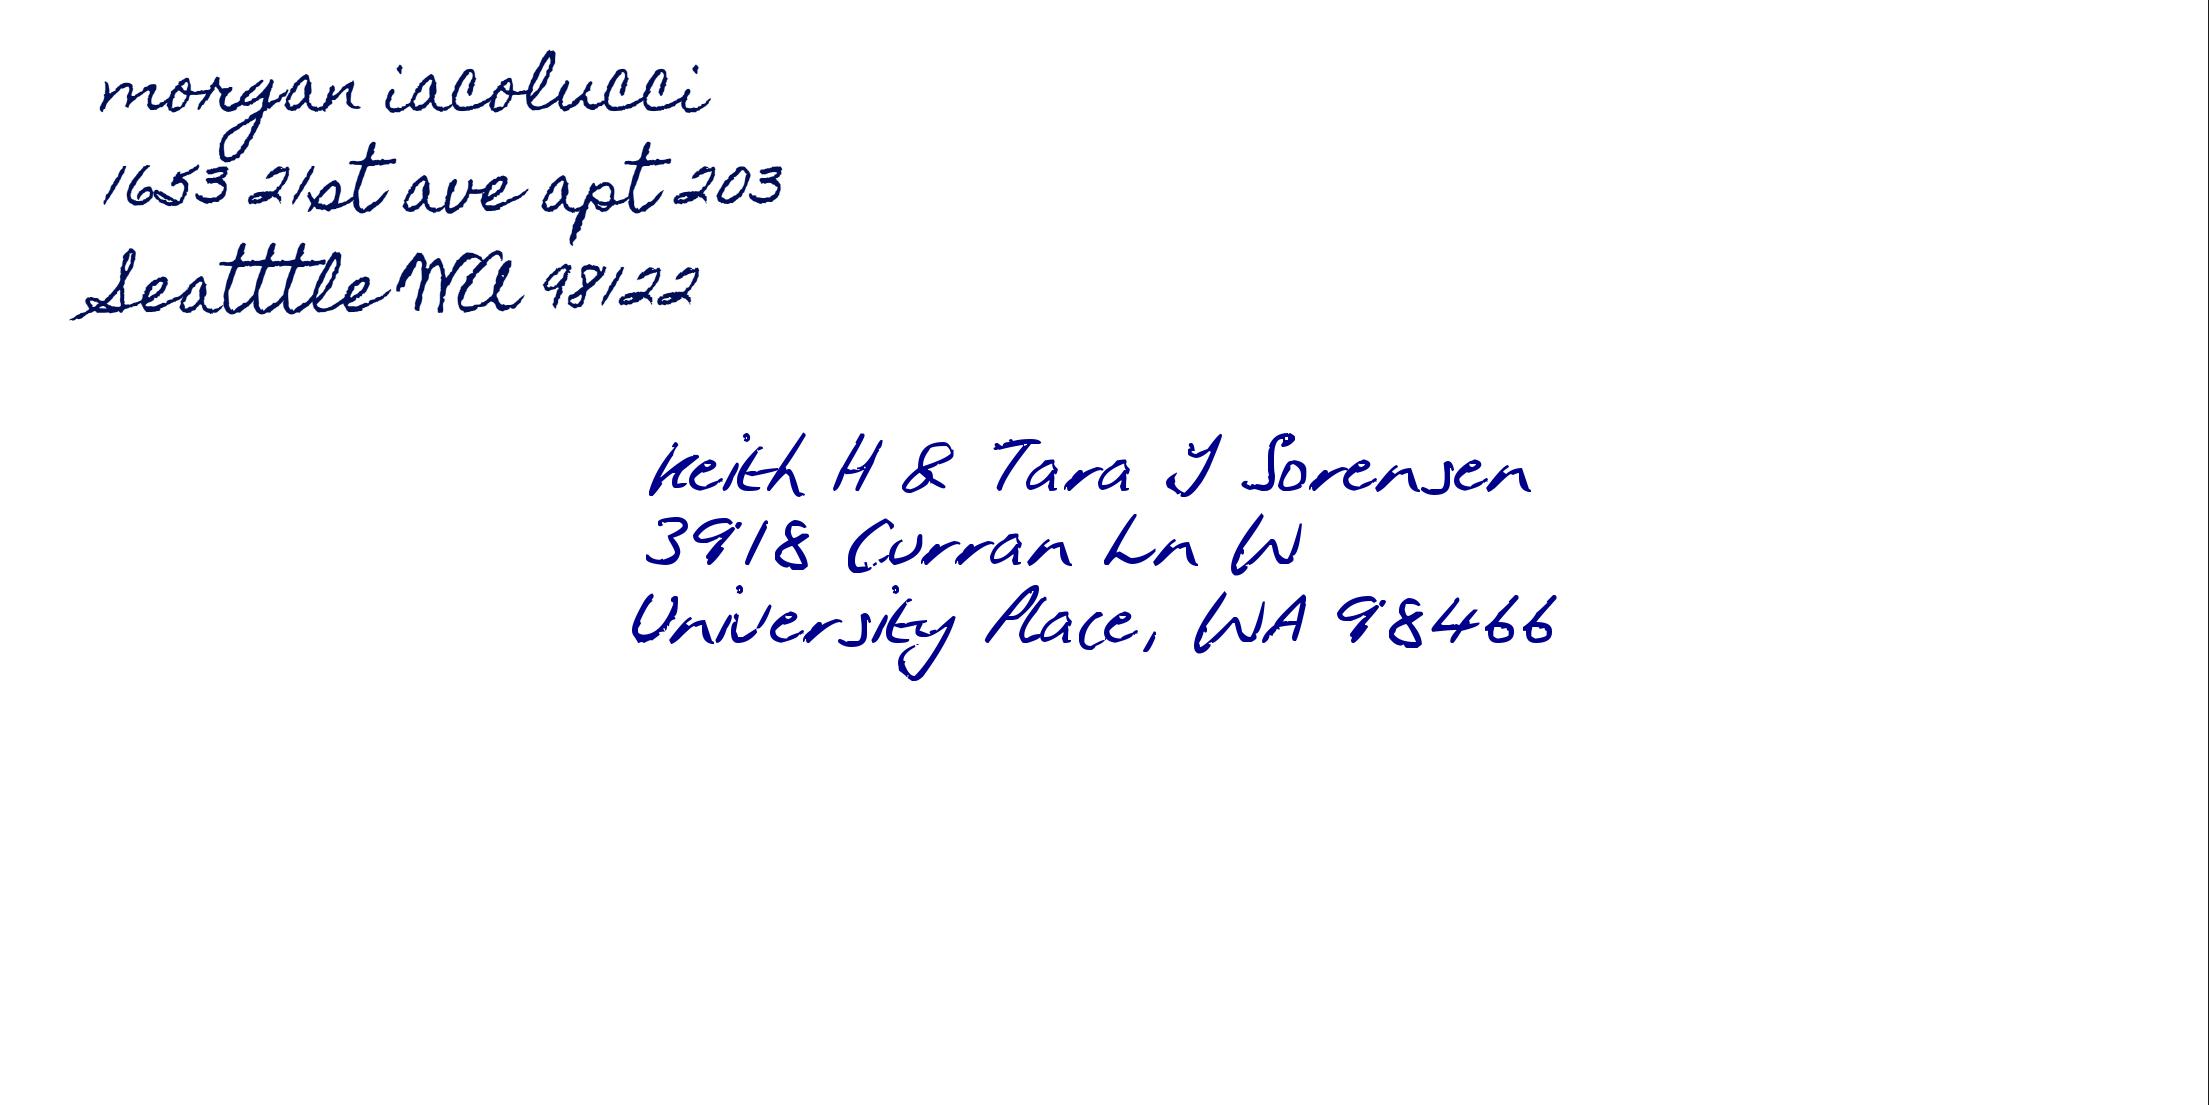 morgan iacolucci
1653 21st ave apt 203
Seatttle WA 98122
Keith H & Tara Y Sorensen
3918 Curran Ln W
University Place, WA 98466